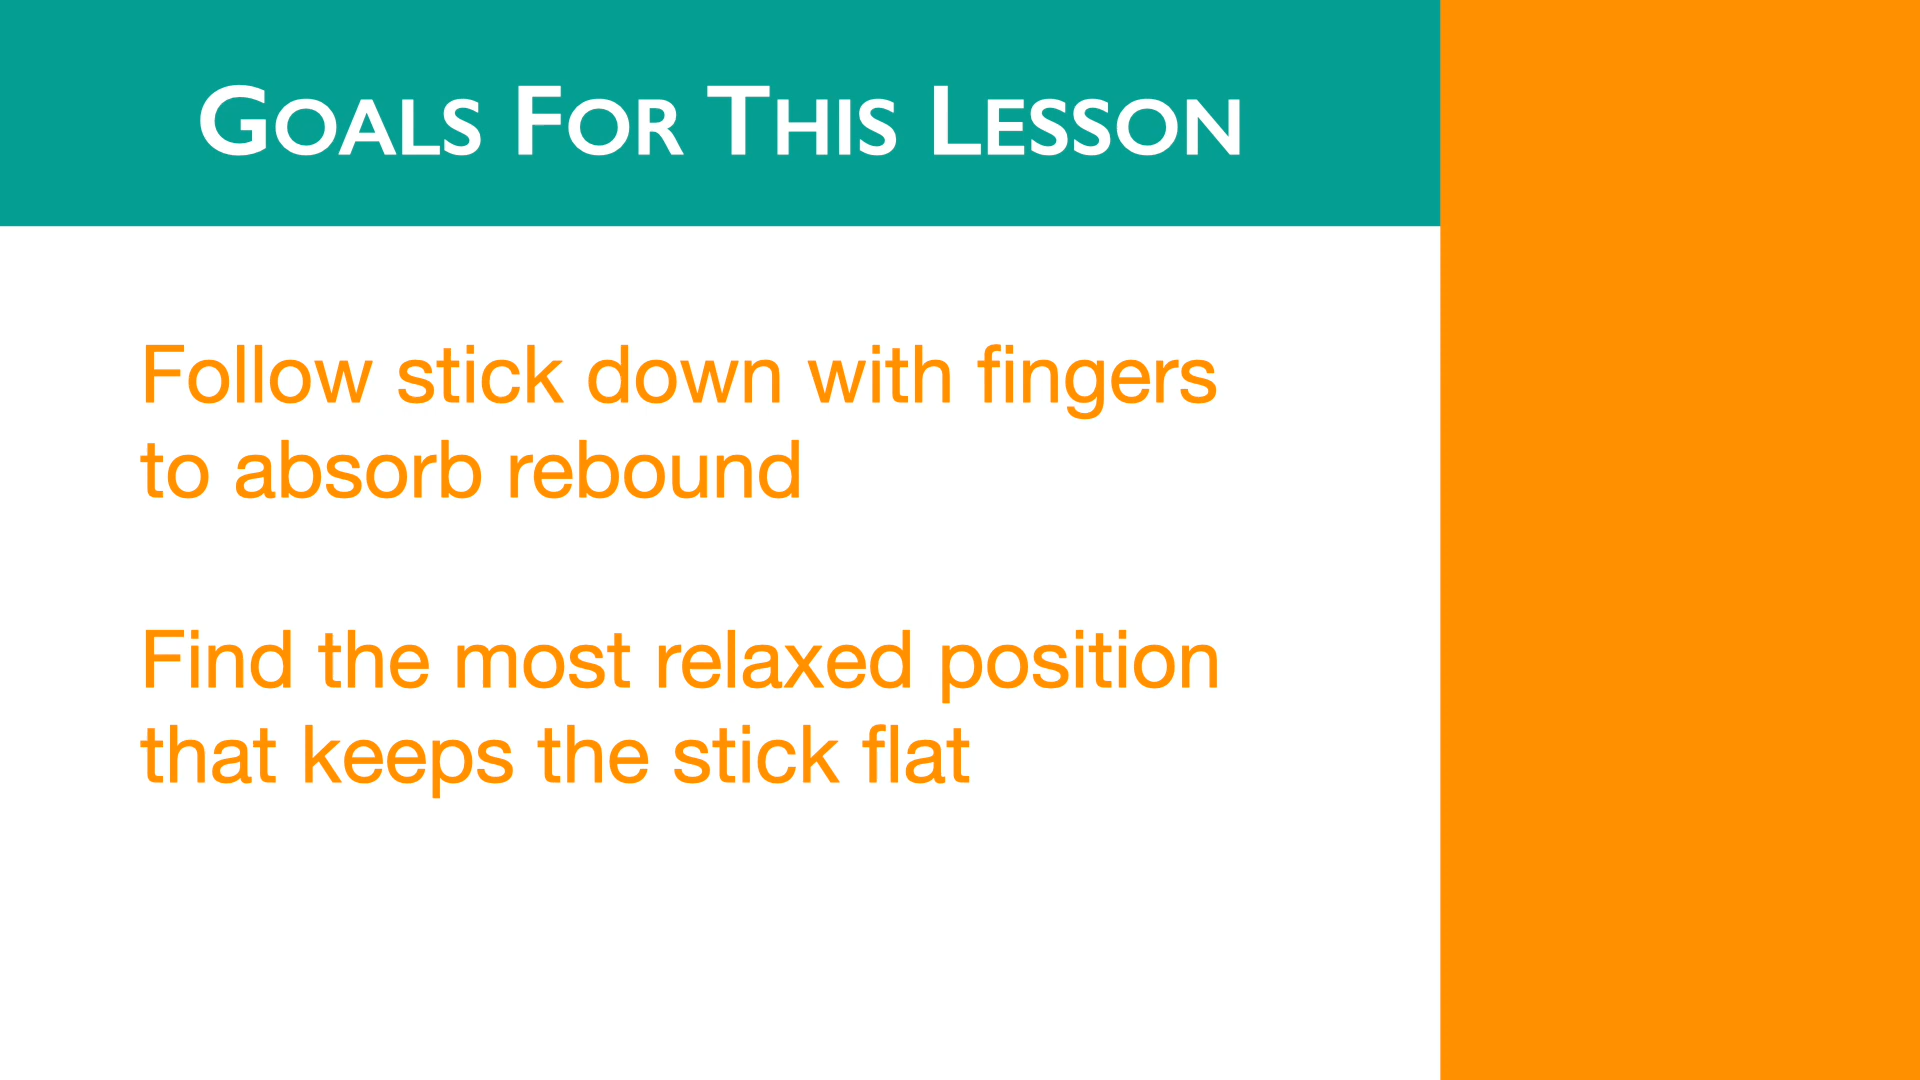 Goals For This Lesson
Follow stick down with fingers
to absorb rebound
Find the most relaxed position
that keeps the stick flat